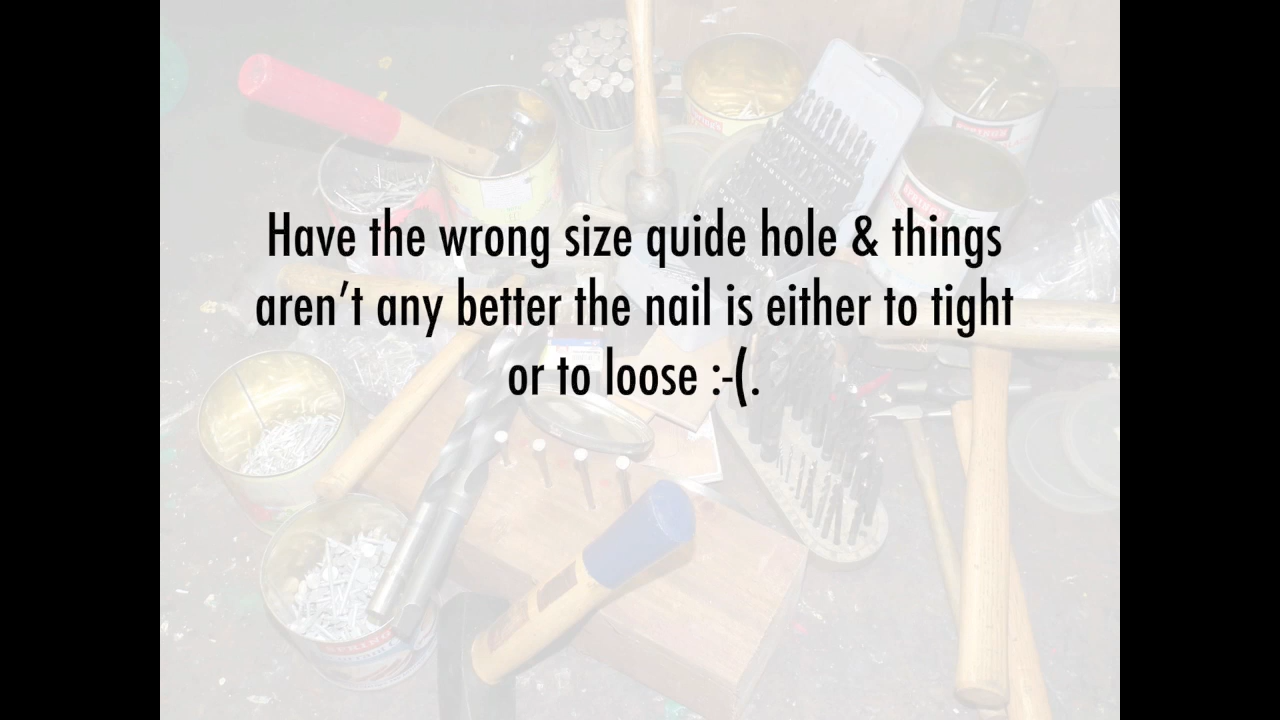 Have the wrong size quide hole & things
aren’t any better the nail is either to tight
or to loose :-(.